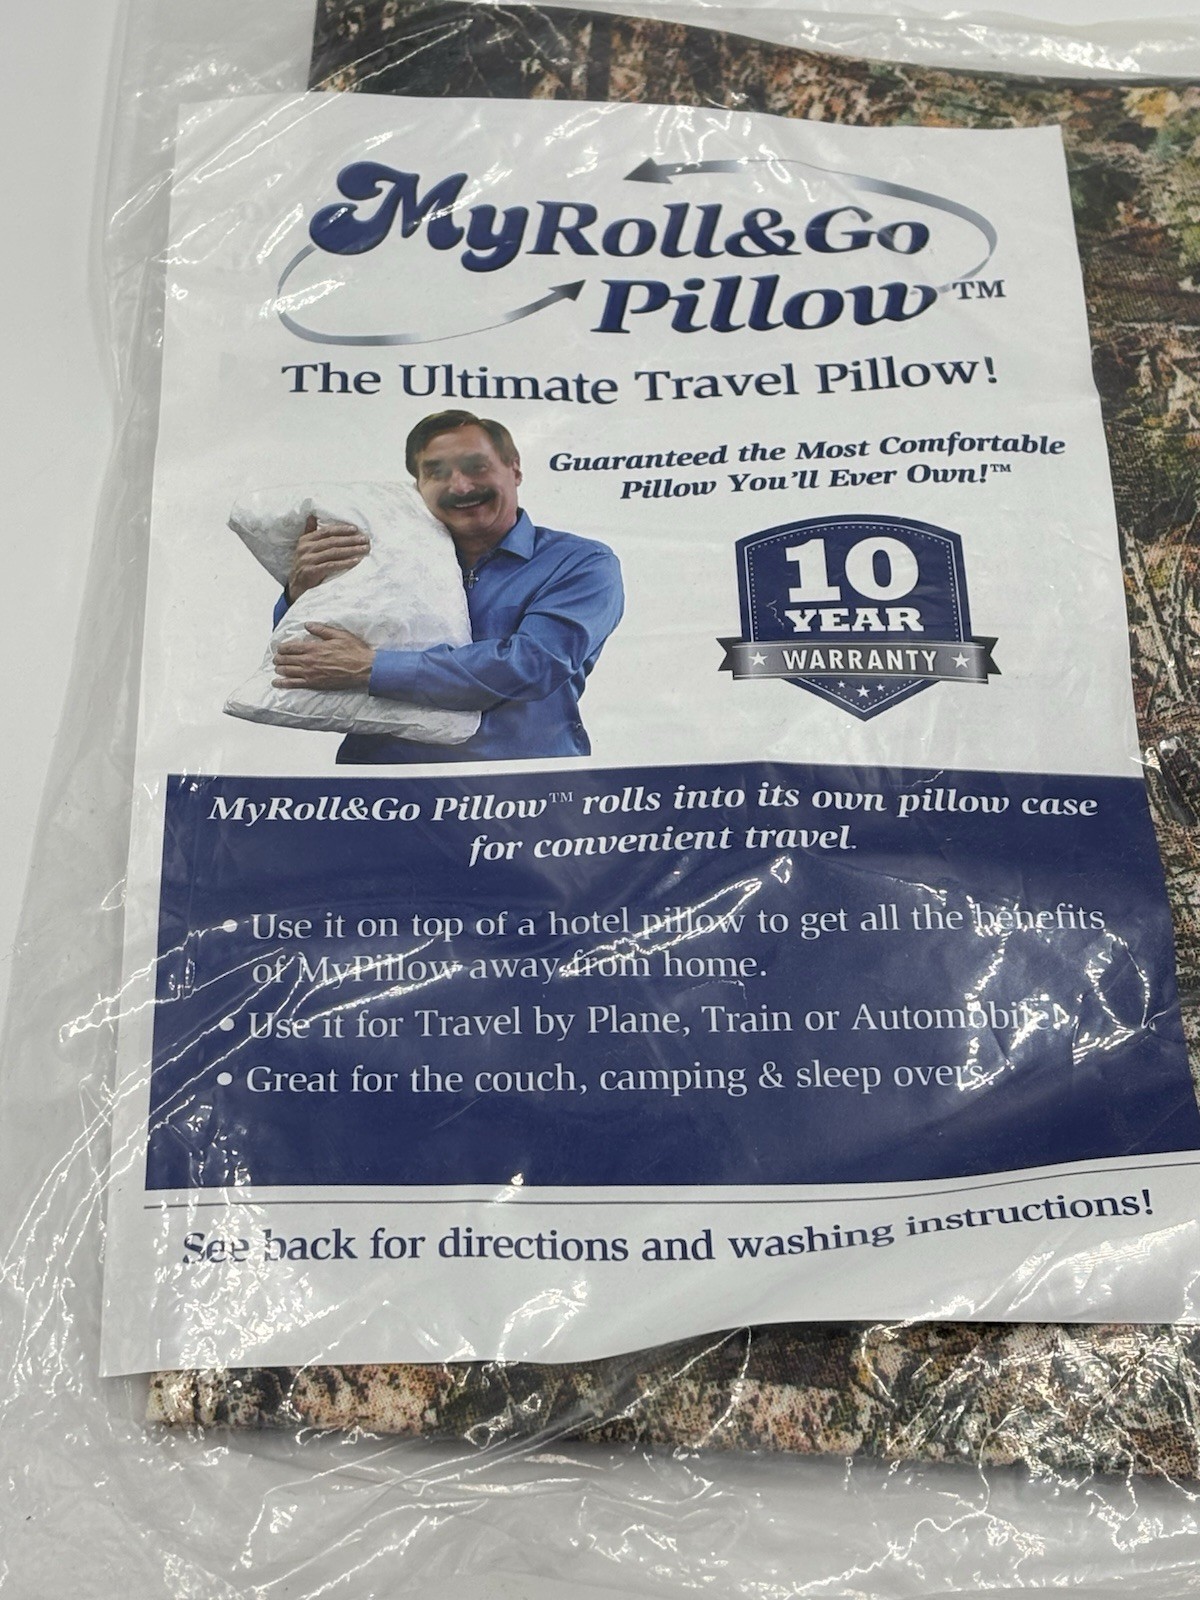 MyRoll&Go
Pillow™
The Ultimate Travel Pillow!
Guaranteed the Most Comfortable
Pillow You'll Ever Own!™
10
YEAR
WARRANTY
MyRoll&Go Pillow™ rolls into its own pillow case
for convenient travel.
• Use it on top of a hotel pillow to get all the benefits
of MyPillow away from home.
• Use it for Travel by Plane, Train or Automobile!
• Great for the couch, camping & sleep overs.
See back for directions and washing instructions!